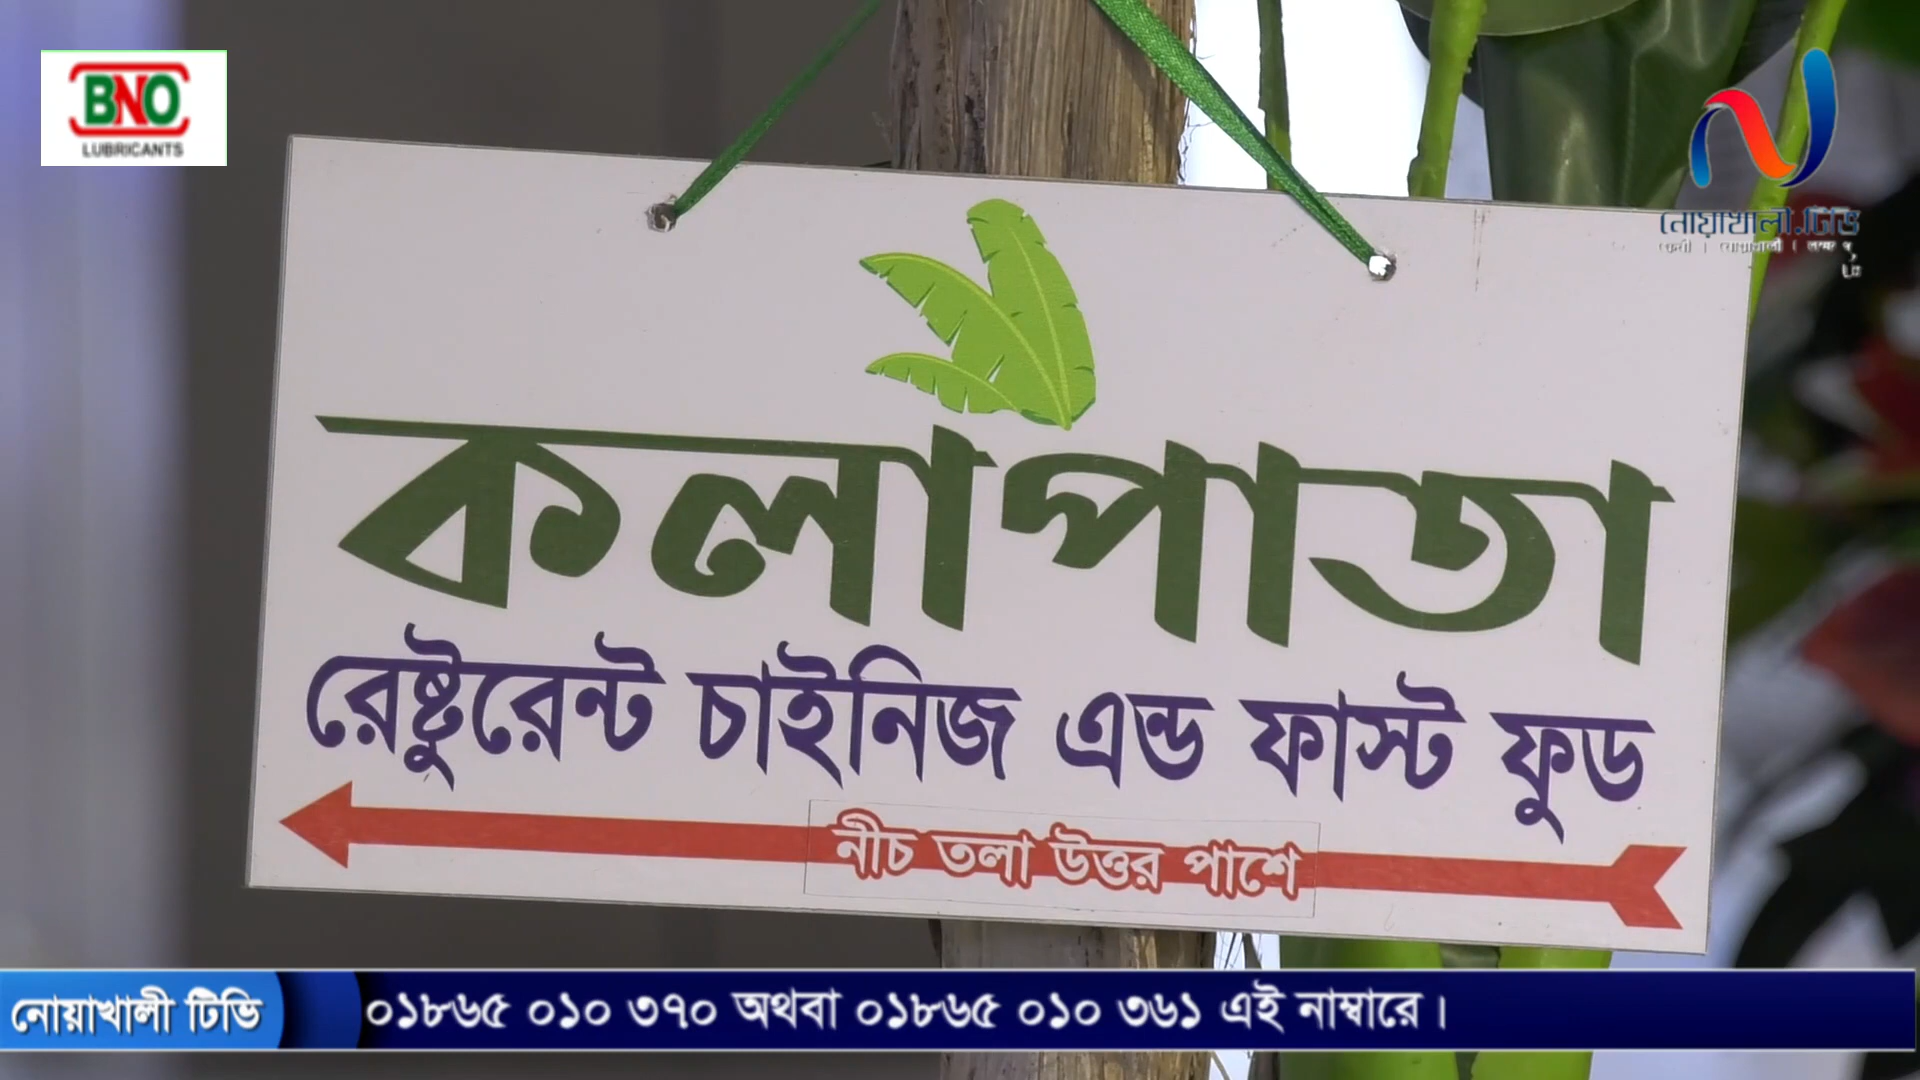 BNO
LUBRICANTS
নোয়াখালী.টিভি
কলাপাতা
রেষ্টুরেন্ট চাইনিজ এন্ড ফাস্ট ফুড
নীচ তলা উত্তর পাশে
নোয়াখালী টিভি
০১৮৬৫ ০১০ ৩৭০ অথবা ০১৮৬৫ ০১০ ৩৬১ এই নাম্বারে।